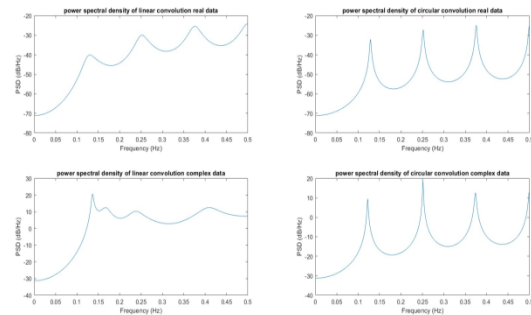 power spectral density of linear convolution real data
-20
-30
-40
-50
-60
-70
-80
PSD (dB/Hz)
0 0.05 0.1 0.15 0.2 0.25 0.3 0.35 0.4 0.45 0.5
Frequency (Hz)
power spectral density of circular convolution real data
-20
-30
-40
-50
-60
-70
-80
PSD (dB/Hz)
0 0.05 0.1 0.15 0.2 0.25 0.3 0.35 0.4 0.45 0.5
Frequency (Hz)
power spectral density of linear convolution complex data
30
20
10
0
-10
-20
-30
-40
PSD (dB/Hz)
0 0.05 0.1 0.15 0.2 0.25 0.3 0.35 0.4 0.45 0.5
Frequency (Hz)
power spectral density of circular convolution complex data
20
10
0
-10
-20
-30
-40
PSD (dB/Hz)
0 0.05 0.1 0.15 0.2 0.25 0.3 0.35 0.4 0.45 0.5
Frequency (Hz)